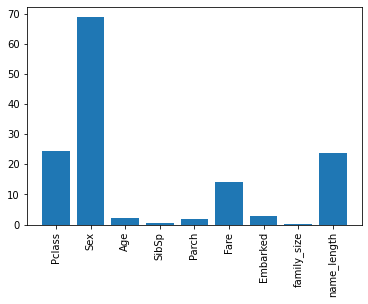 70
60
50
40
30
20
10
0
Pclass
Sex
Age
SibSp
Parch
Fare
Embarked
family_size
name_length